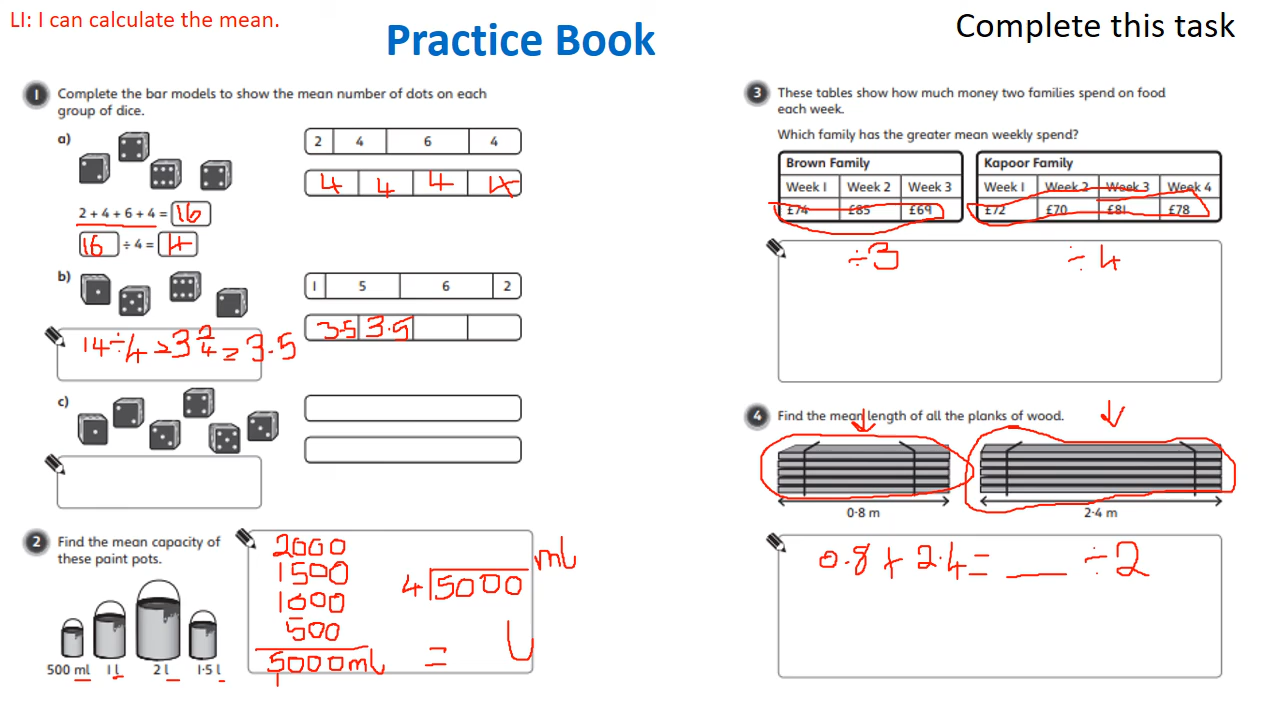 LI: I can calculate the mean.
Practice Book
Complete this task
1 Complete the bar models to show the mean number of dots on each
group of dice.
a)
2 4 6 4
4 4 4 4
2 + 4 + 6 + 4 = 16
16 ÷ 4 = 4
b)
1 5 6 2
3.5 3.5
14 ÷ 4 = 3 2/4 = 3.5
c)
2 Find the mean capacity of
these paint pots.
500 ml 1 l 2 l 1·5 l
2000
1500
1000
500
5000ml
4 5000 ml
= l
3 These tables show how much money two families spend on food
each week.
Which family has the greater mean weekly spend?
Brown Family
Week 1 Week 2 Week 3
£74 £85 £69
Kapoor Family
Week 1 Week 2 Week 3 Week 4
£72 £70 £81 £78
÷3 ÷ 4
4 Find the mean length of all the planks of wood.
0·8 m 2·4 m
0.8 + 2.4 = __ ÷2